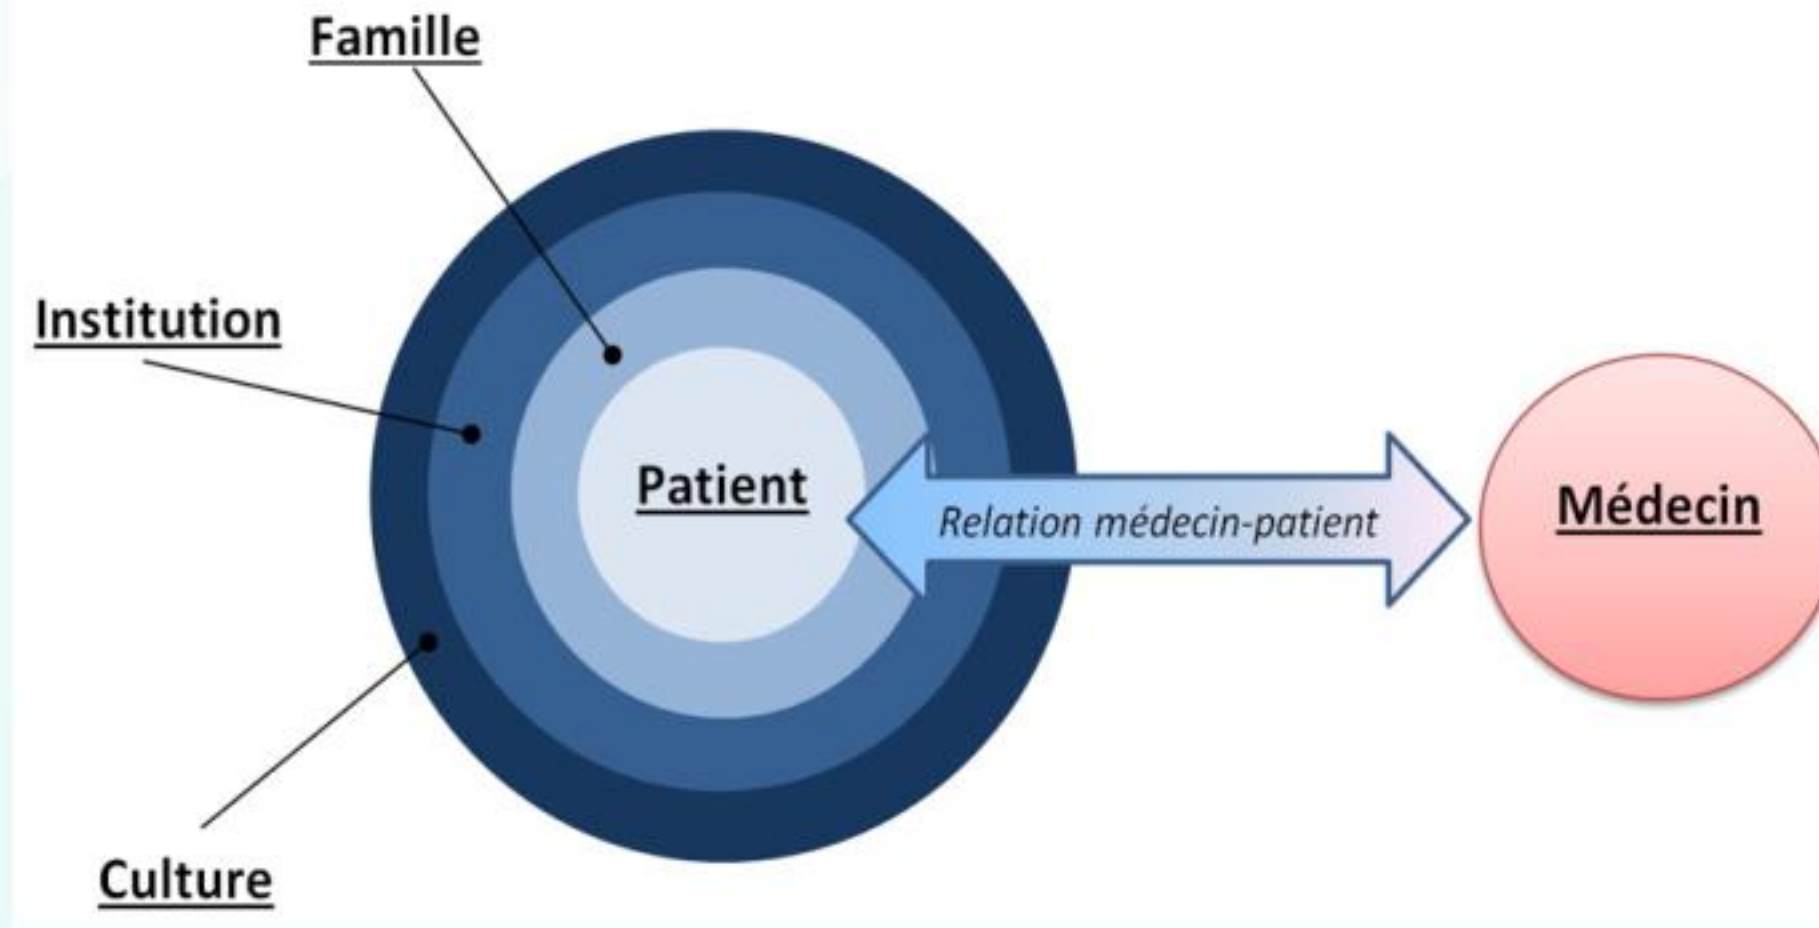 Famille
Institution
Patient
Relation médecin-patient
Médecin
Culture